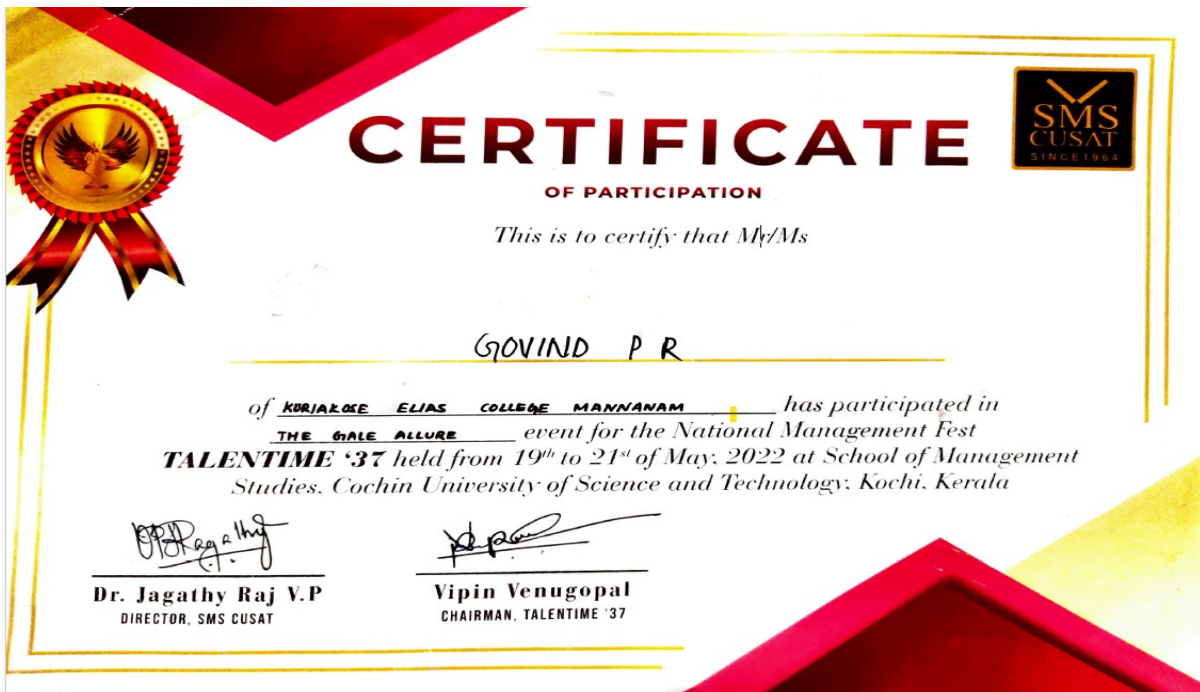 SMS
CUSAT
SINCE 1964
CERTIFICATE
OF PARTICIPATION
This is to certify that Mr/Ms
GOVIND P R
of KURIAKOSE ELIAS COLLEGE MANNANAM has participated in
THE GALE ALLURE event for the National Management Fest
TALENTIME ‘37 held from 19th to 21st of May, 2022 at School of Management
Studies, Cochin University of Science and Technology, Kochi, Kerala
Dr. Jagathy Raj V.P
DIRECTOR, SMS CUSAT
Vipin Venugopal
CHAIRMAN, TALENTIME '37